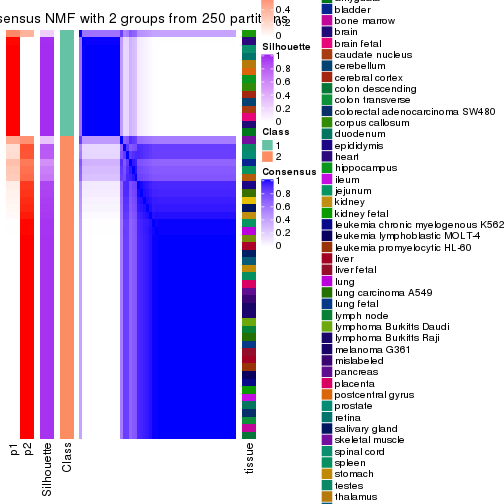 sensus NMF with 2 groups from 250 partitions
0.4
0.2
0
Silhouette
1
0.8
0.6
0.4
0.2
0
Class
1
2
Consensus
1
0.8
0.6
0.4
0.2
0
p1
p2
Silhouette
Class
tissue
bladder
bone marrow
brain
brain fetal
caudate nucleus
cerebellum
cerebral cortex
colon descending
colon transverse
colorectal adenocarcinoma SW480
corpus callosum
duodenum
epididymis
heart
hippocampus
ileum
jejunum
kidney
kidney fetal
leukemia chronic myelogenous K562
leukemia lymphoblastic MOLT-4
leukemia promyelocytic HL-60
liver
liver fetal
lung
lung carcinoma A549
lung fetal
lymph node
lymphoma Burkitts Daudi
lymphoma Burkitts Raji
melanoma G361
mislabeled
pancreas
placenta
postcentral gyrus
prostate
retina
salivary gland
skeletal muscle
spinal cord
spleen
stomach
testes
thalamus